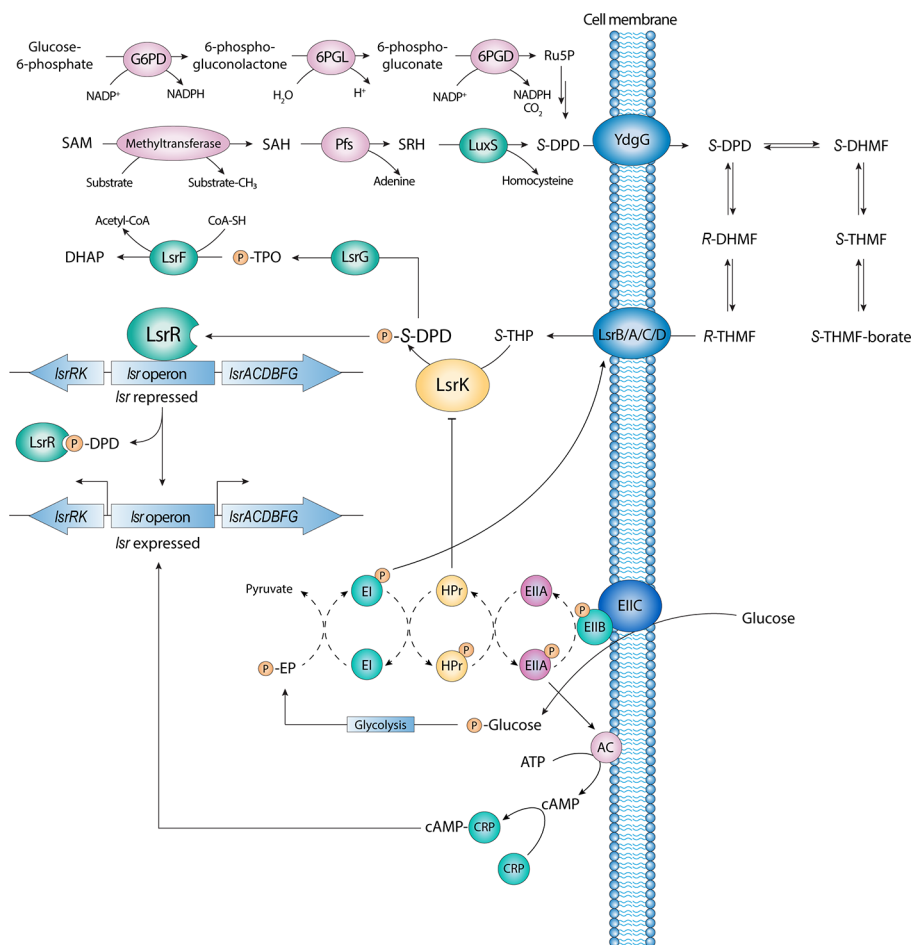 Cell membrane
Glucose-
6-phosphate
G6PD
6-phospho-
gluconolactone
6PGL
6-phospho-
gluconate
6PGD
Ru5P
NADP⁺
NADPH
H₂O
H⁺
NADP⁺
NADPH
CO₂
SAM
Methyltransferase
SAH
Pfs
SRH
LuxS
S-DPD
YdgG
S-DPD
S-DHMF
Substrate
Substrate-CH₃
Adenine
Homocysteine
Acetyl-CoA
CoA-SH
DHAP
LsrF
P-TPO
LsrG
R-DHMF
S-THMF
LsrR
P-S-DPD
S-THP
LsrB/A/C/D
R-THMF
S-THMF-borate
lsrRK
lsr operon
lsrACDBFG
LsrK
lsr repressed
LsrR
P-DPD
lsrRK
lsr operon
lsrACDBFG
lsr expressed
Pyruvate
EI
P
HPr
EIIA
P
EIIB
EIIC
Glucose
P-EP
EI
HPr
P
EIIA
P
Glycolysis
P-Glucose
AC
ATP
cAMP
cAMP-
CRP
CRP